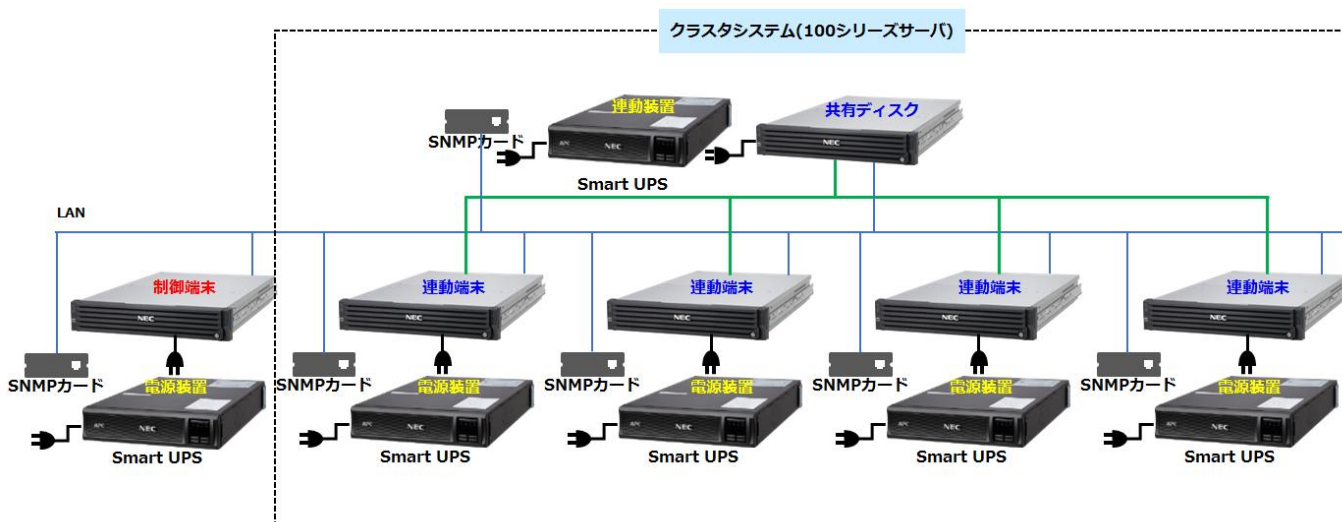 クラスタシステム(100シリーズサーバ)
連動装置
共有ディスク
SNMPカード
NEC
APC
NEC
Smart UPS
LAN
制御端末
連動端末
連動端末
連動端末
連動端末
NEC
NEC
NEC
NEC
NEC
SNMPカード
SNMPカード
SNMPカード
SNMPカード
SNMPカード
電源装置
電源装置
電源装置
電源装置
電源装置
APC
NEC
APC
NEC
APC
NEC
APC
NEC
APC
NEC
Smart UPS
Smart UPS
Smart UPS
Smart UPS
Smart UPS